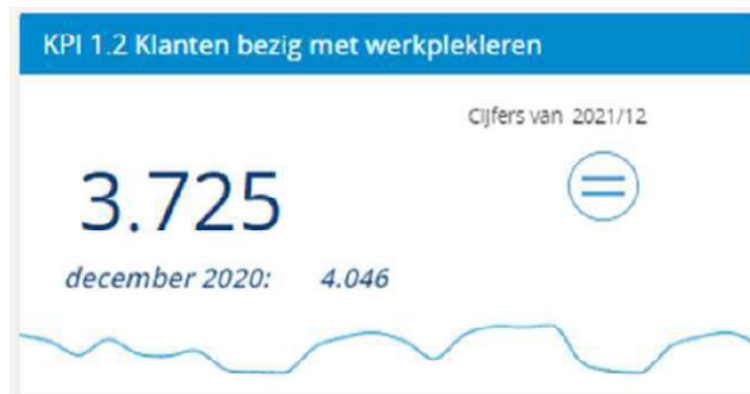 KPI 1.2 Klanten bezig met werkplekleren
Cijfers van 2021/12
3.725
december 2020: 4.046